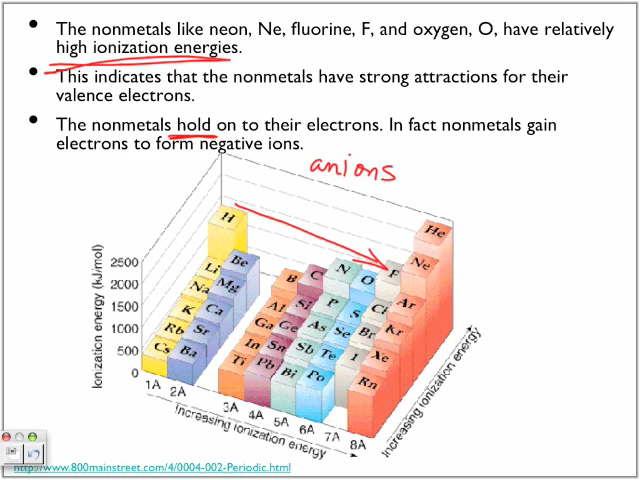 • The nonmetals like neon, Ne, fluorine, F, and oxygen, O, have relatively
high ionization energies.
• This indicates that the nonmetals have strong attractions for their
valence electrons.
• The nonmetals hold on to their electrons. In fact nonmetals gain
electrons to form negative ions.
anions
H
He
Be
N
O
F
Ne
Li
B
C
Mg
Na
P
S
Cl
Ar
Al
Si
Ca
K
Ga
Ge
As
Se
Br
Kr
Sr
Rb
In
Sn
Sb
Te
I
Xe
Cs
Ba
Ti
Pb
Bi
Po
Rn
2500
2000
1500
1000
500
0
Ionization energy (kJ/mol)
1A
2A
3A
4A
5A
6A
7A
8A
Increasing ionization energy
Increasing ionization energy
http://www.800mainstreet.com/4/0004-002-Periodic.html